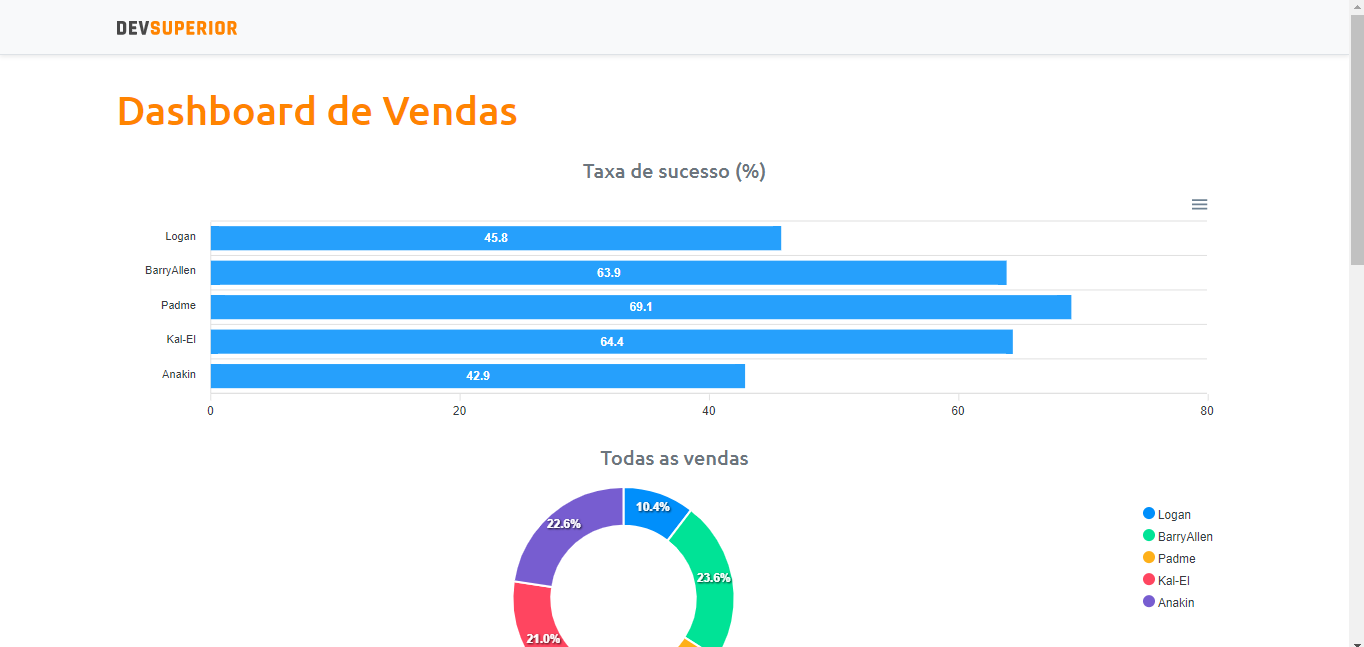 DEVSUPERIOR
Dashboard de Vendas
Taxa de sucesso (%)
Logan 45.8
BarryAllen 63.9
Padme 69.1
Kal-El 64.4
Anakin 42.9
0 20 40 60 80
Todas as vendas
10.4%
22.6%
23.6%
21.0%
Logan
BarryAllen
Padme
Kal-El
Anakin